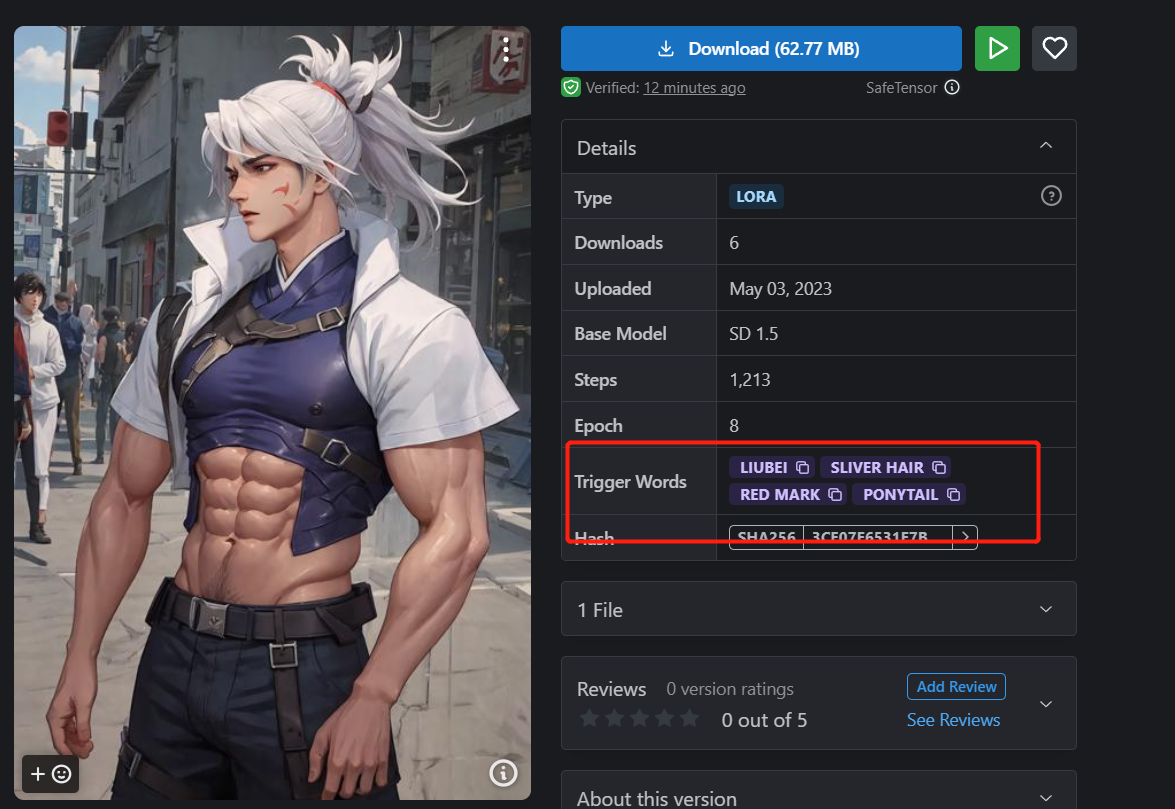 Download (62.77 MB)
Verified: 12 minutes ago
SafeTensor
Details
Type LORA
Downloads 6
Uploaded May 03, 2023
Base Model SD 1.5
Steps 1,213
Epoch 8
Trigger Words LIUBEI SLIVER HAIR
RED MARK PONYTAIL
Hash SHA256
1 File
Reviews 0 version ratings Add Review
0 out of 5 See Reviews
About this version